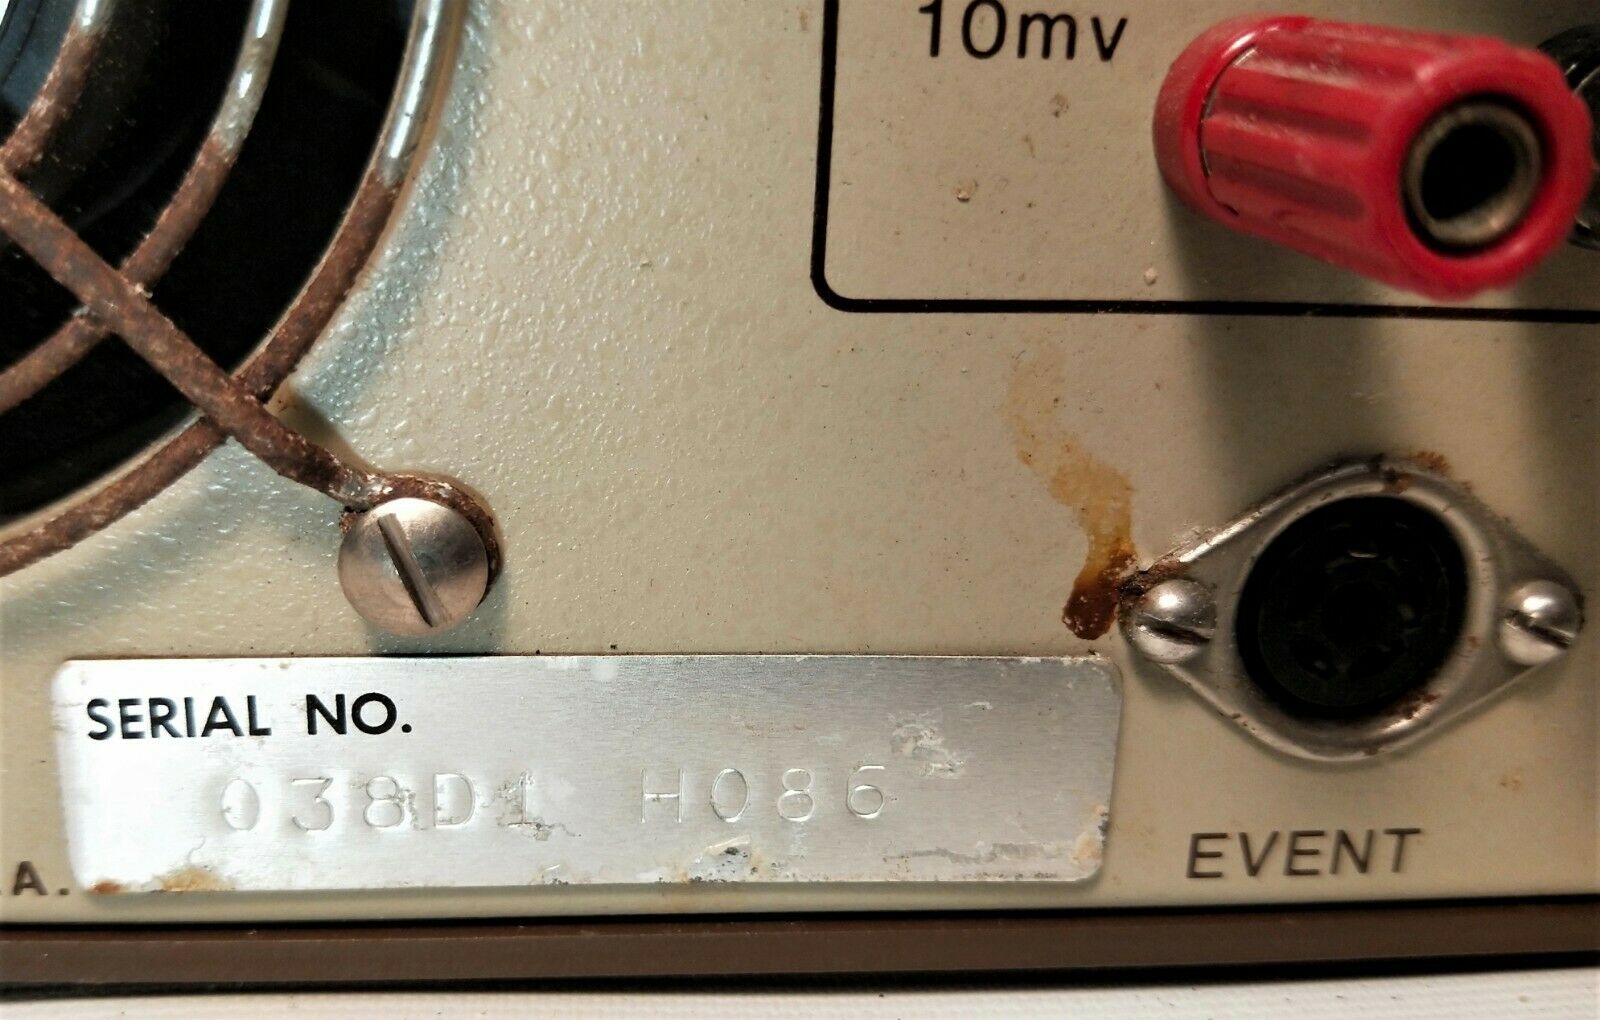 10mv
SERIAL NO.
038D1 H086
.A.
EVENT